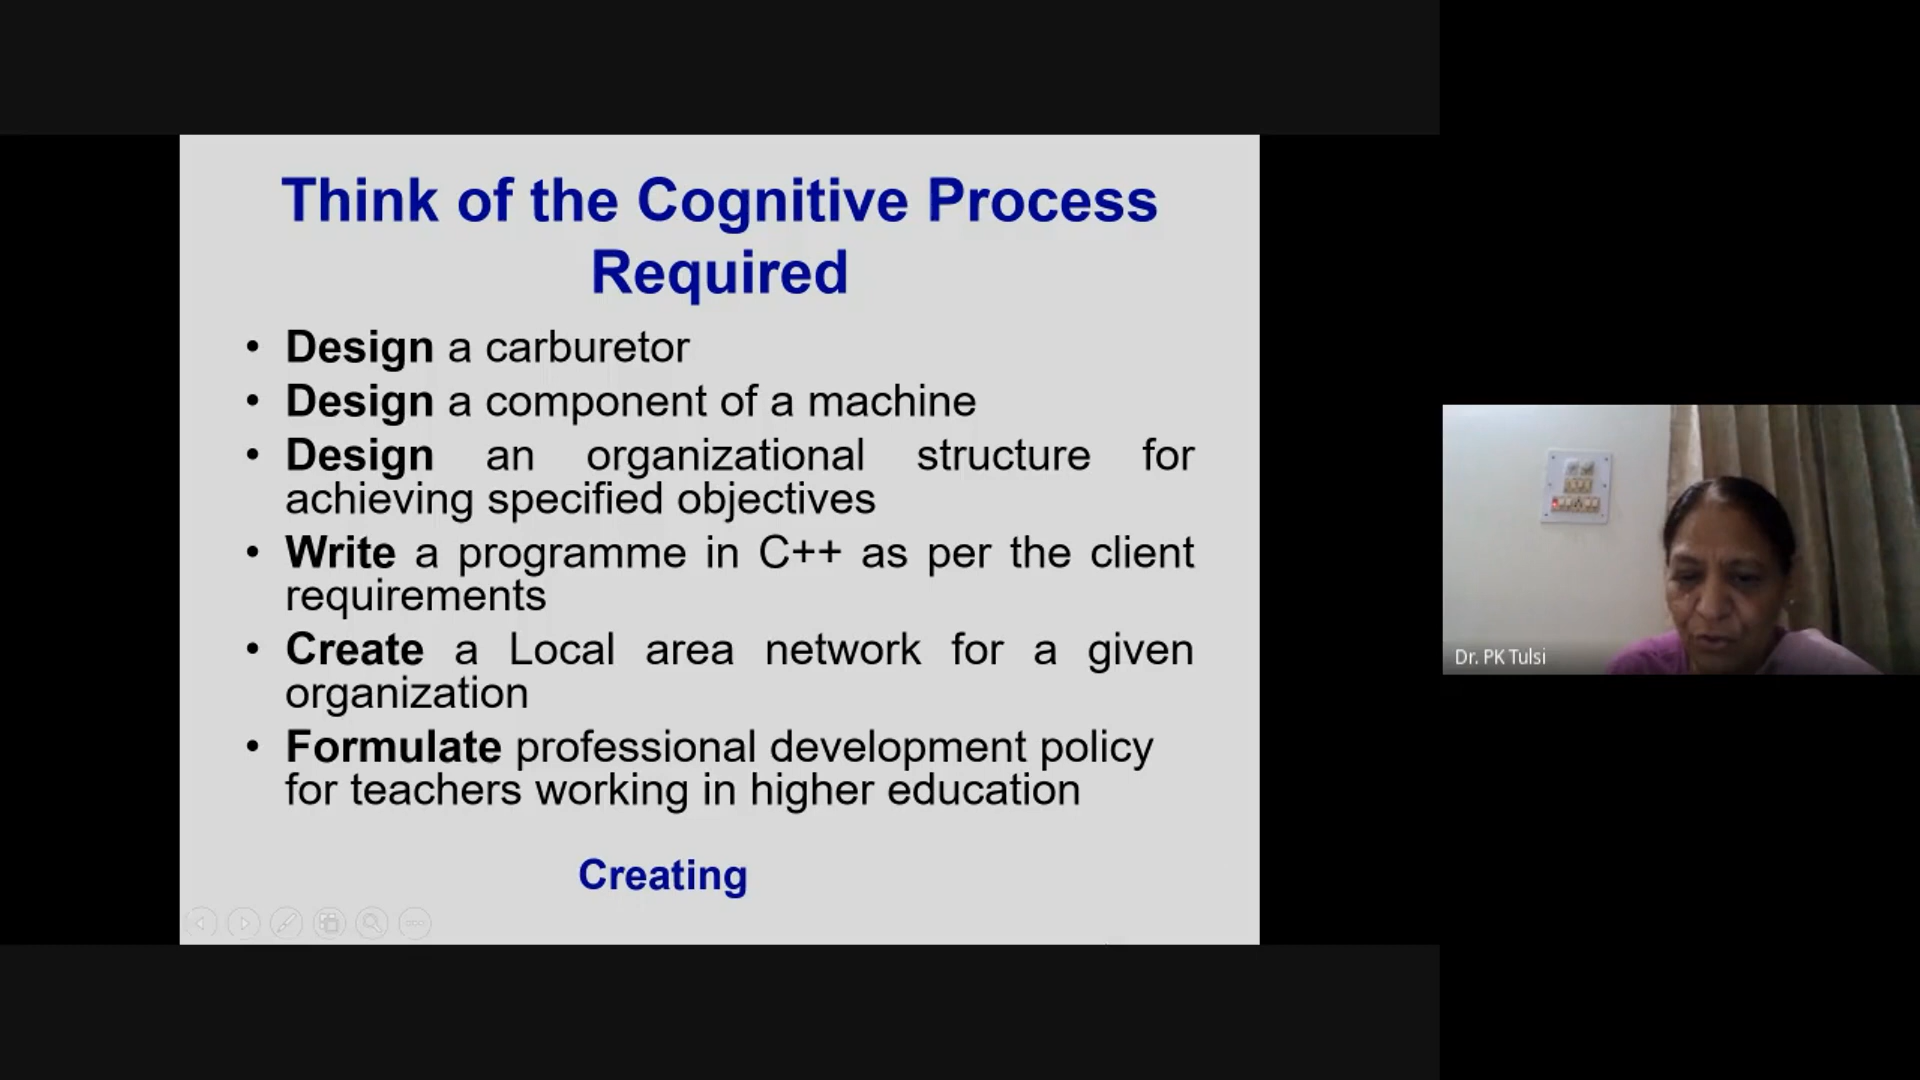 Think of the Cognitive Process
Required
• Design a carburetor
• Design a component of a machine
• Design an organizational structure for
achieving specified objectives
• Write a programme in C++ as per the client
requirements
• Create a Local area network for a given
organization
• Formulate professional development policy
for teachers working in higher education
Creating
Dr. PK Tulsi